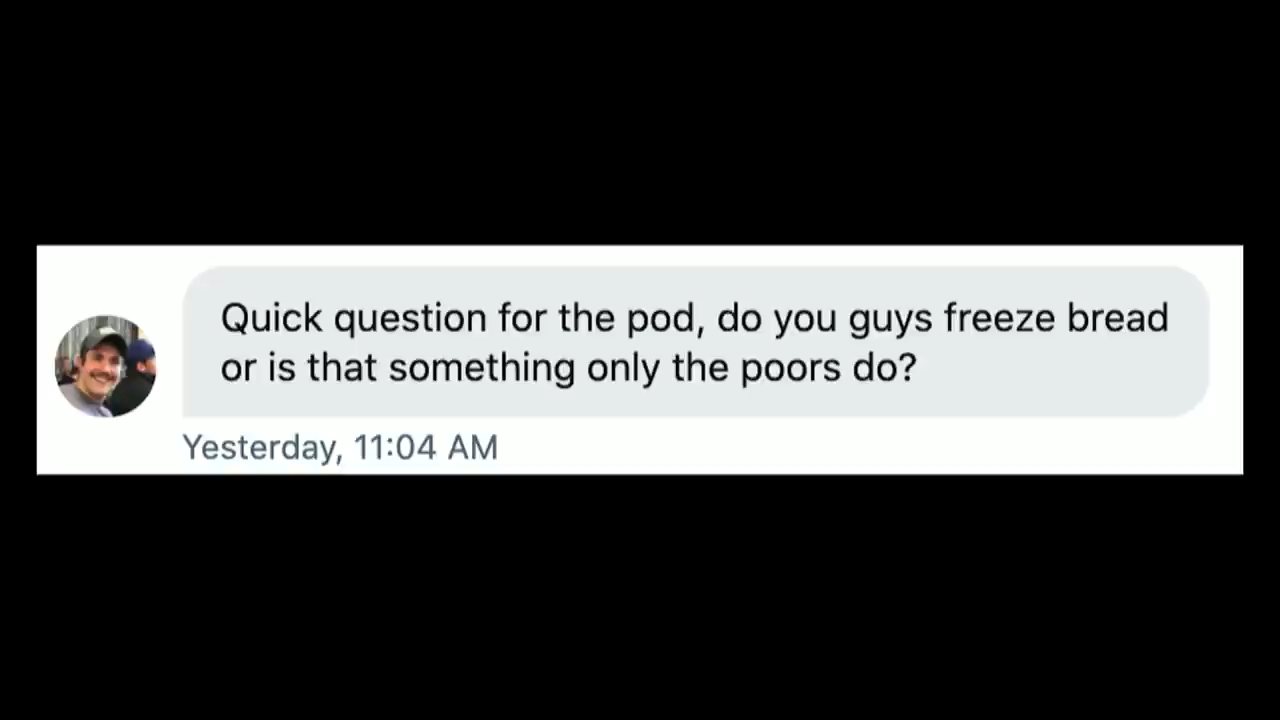 Quick question for the pod, do you guys freeze bread
or is that something only the poors do?
Yesterday, 11:04 AM